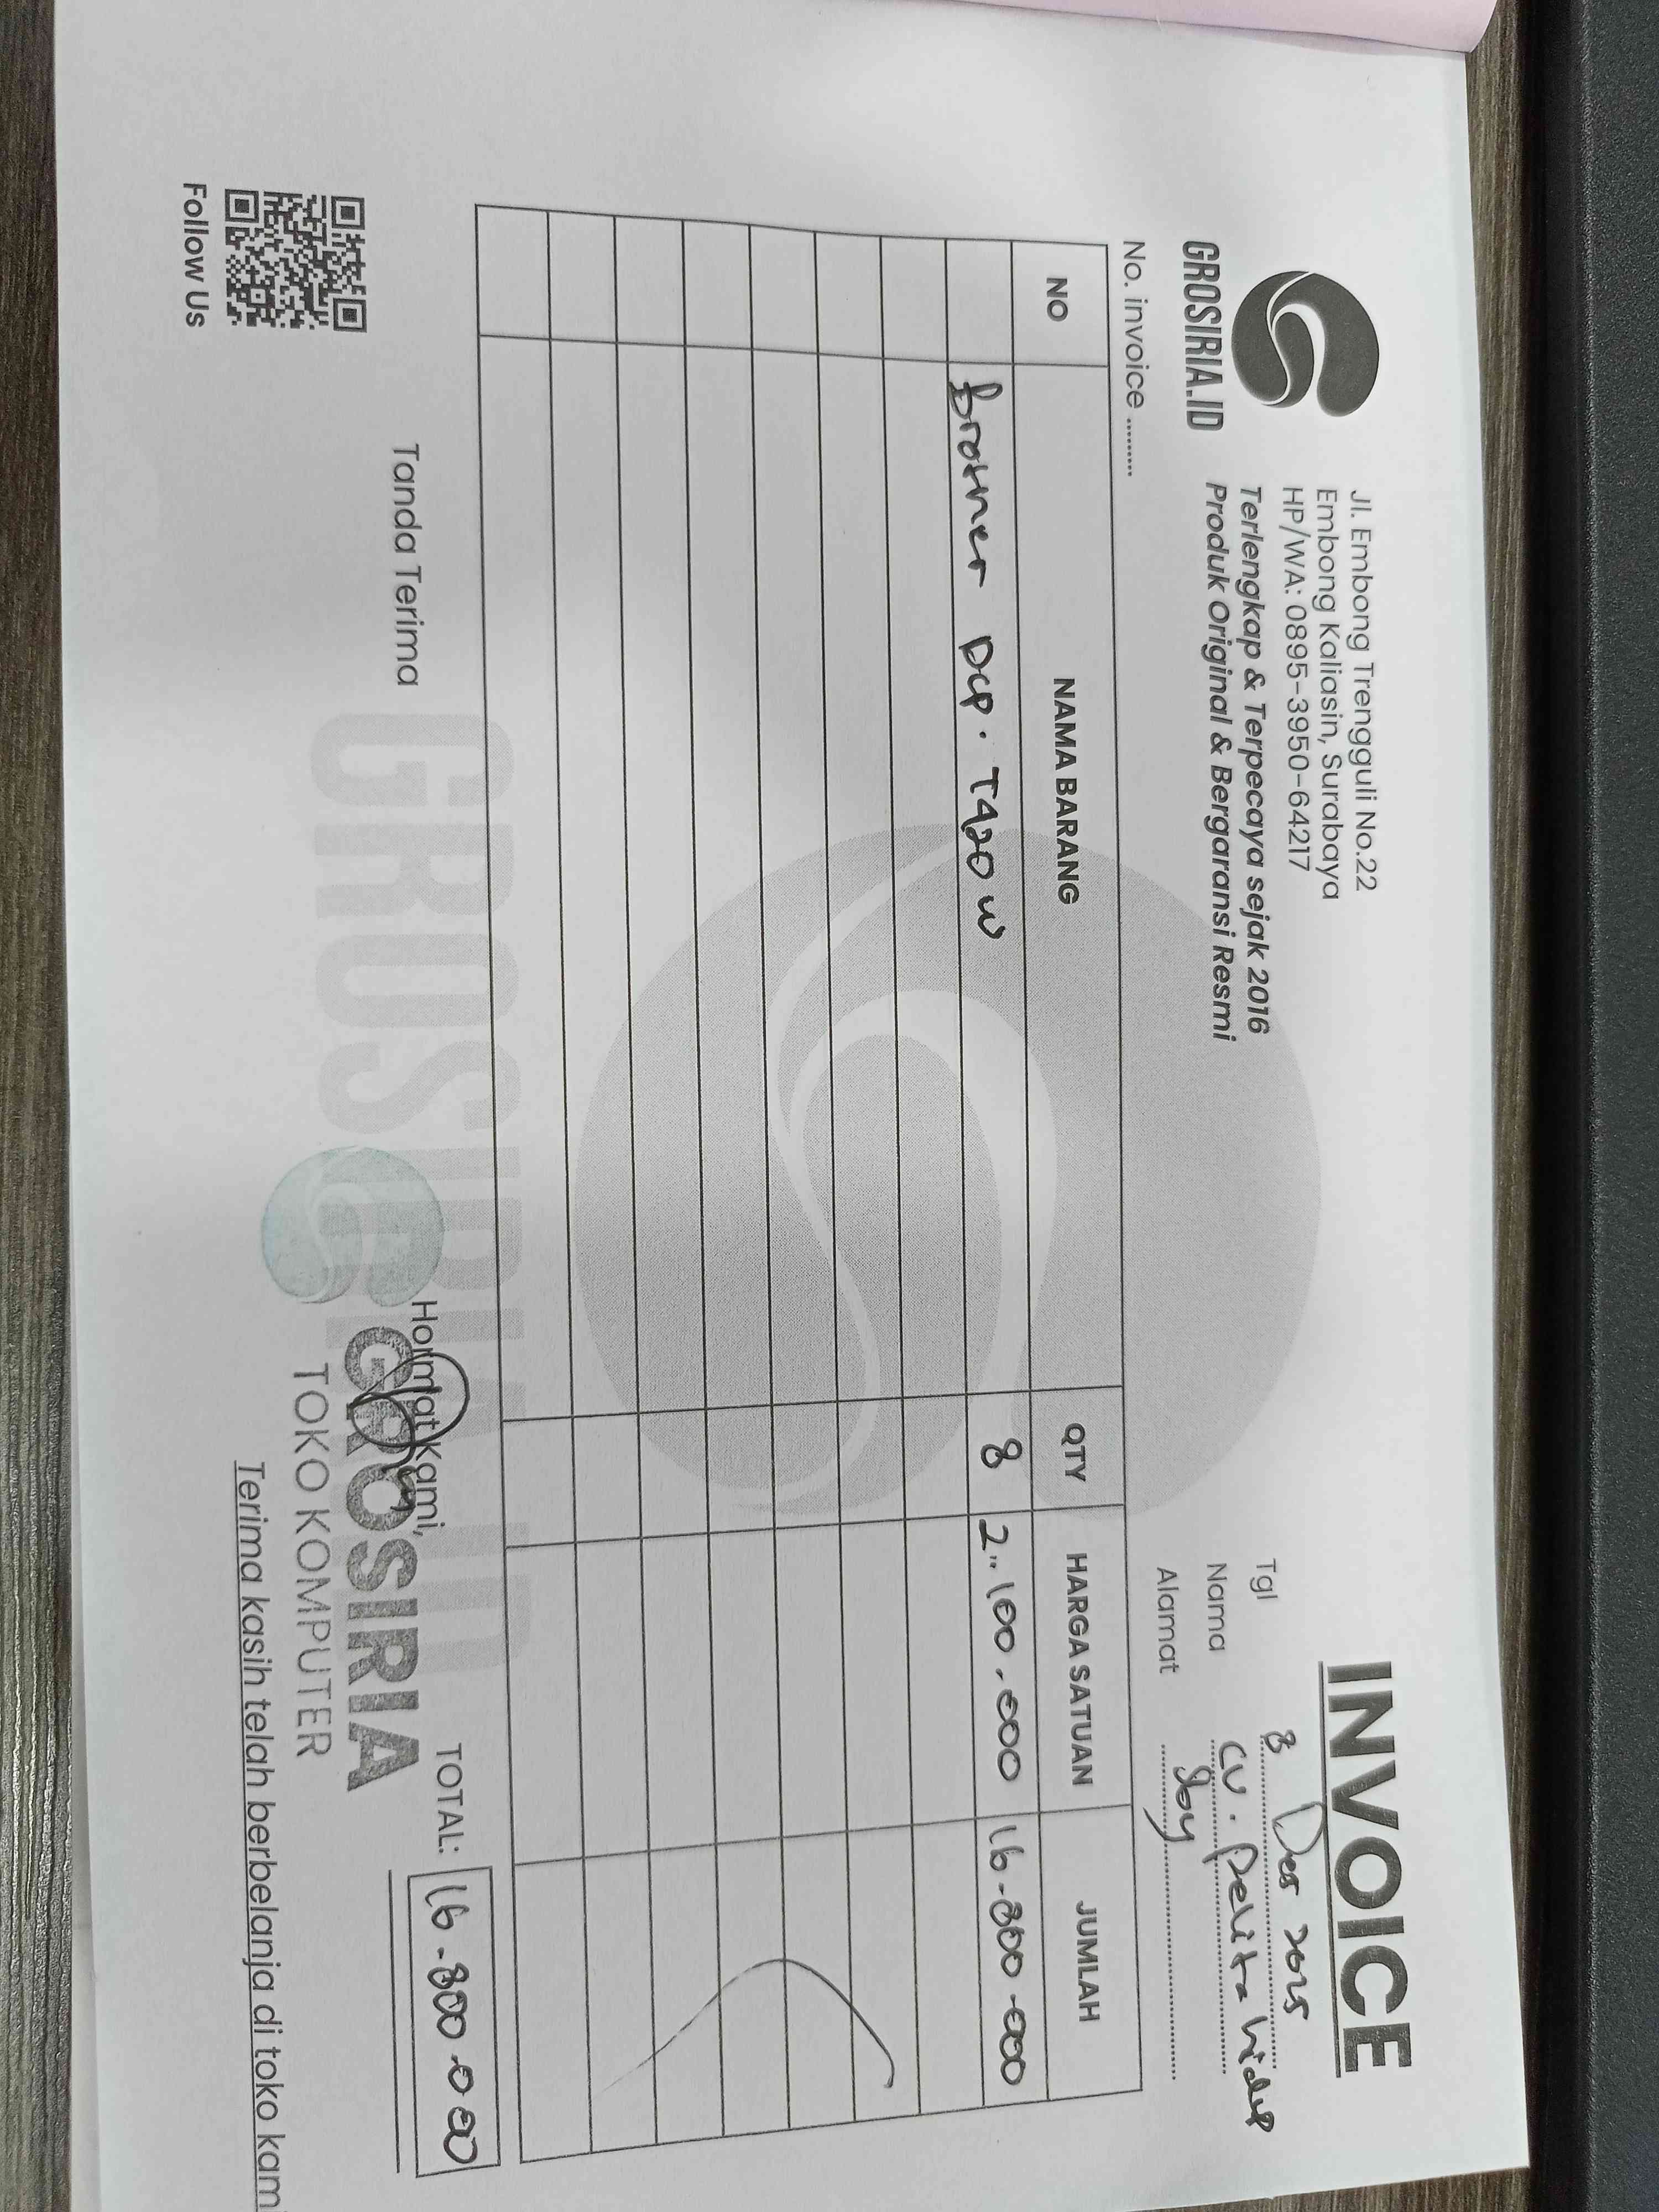 GROSIRIA.ID
Jl. Embong Trengguli No.22
Embong Kaliasin, Surabaya
HP/WA: 0895-3950-64217
Terlengkap & Terpecaya sejak 2016
Produk Original & Bergaransi Resmi
INVOICE
Tgl 8 Des 2025
Nama CV. Pelita hidup
Alamat Sby
No. invoice .........
NO NAMA BARANG QTY HARGA SATUAN JUMLAH
Brother DCP. T420 W 8 2.100.000 16.800.000
GROSIRIA.ID
Tanda Terima Hormat Kami, TOTAL: 16.800.000
GROSIRIA
TOKO KOMPUTER
Follow Us
Terima kasih telah berbelanja di toko kami